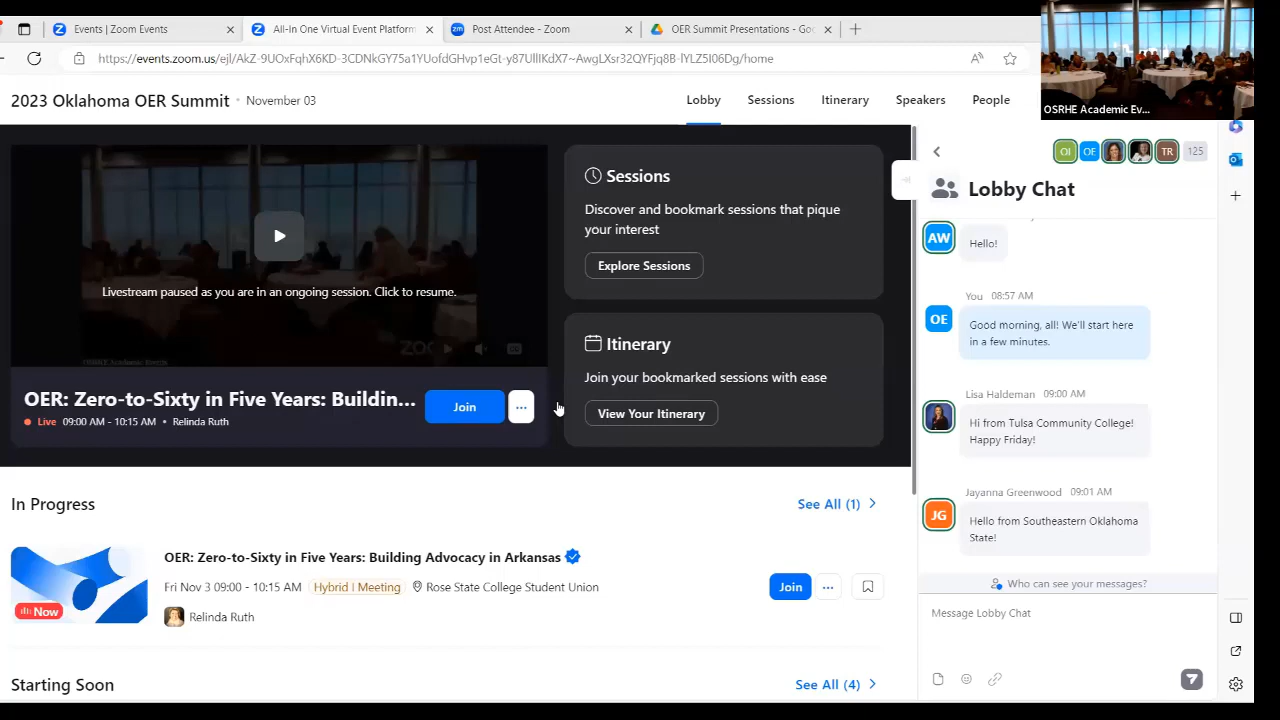 Events | Zoom Events
All-In One Virtual Event Platform
Post Attendee - Zoom
OER Summit Presentations - Goo
https://events.zoom.us/ejl/
/home
2023 Oklahoma OER Summit • November 03
Lobby
Sessions
Itinerary
Speakers
People
OSRHE Academic Ev...
Livestream paused as you are in an ongoing session. Click to resume.
OSRHE Academic Events
OER: Zero-to-Sixty in Five Years: Buildin...
Live 09:00 AM - 10:15 AM • Relinda Ruth
Join
Sessions
Discover and bookmark sessions that pique
your interest
Explore Sessions
Itinerary
Join your bookmarked sessions with ease
View Your Itinerary
In Progress
See All (1)
OER: Zero-to-Sixty in Five Years: Building Advocacy in Arkansas
Fri Nov 3 09:00 - 10:15 AM Hybrid | Meeting Rose State College Student Union
Now
Relinda Ruth
Join
Starting Soon
See All (4)
OI OE TR 125
Lobby Chat
AW
Hello!
You 08:57 AM
OE
Good morning, all! We'll start here
in a few minutes.
Lisa Haldeman 09:00 AM
Hi from Tulsa Community College!
Happy Friday!
Jayanna Greenwood 09:01 AM
JG
Hello from Southeastern Oklahoma
State!
Who can see your messages?
Message Lobby Chat